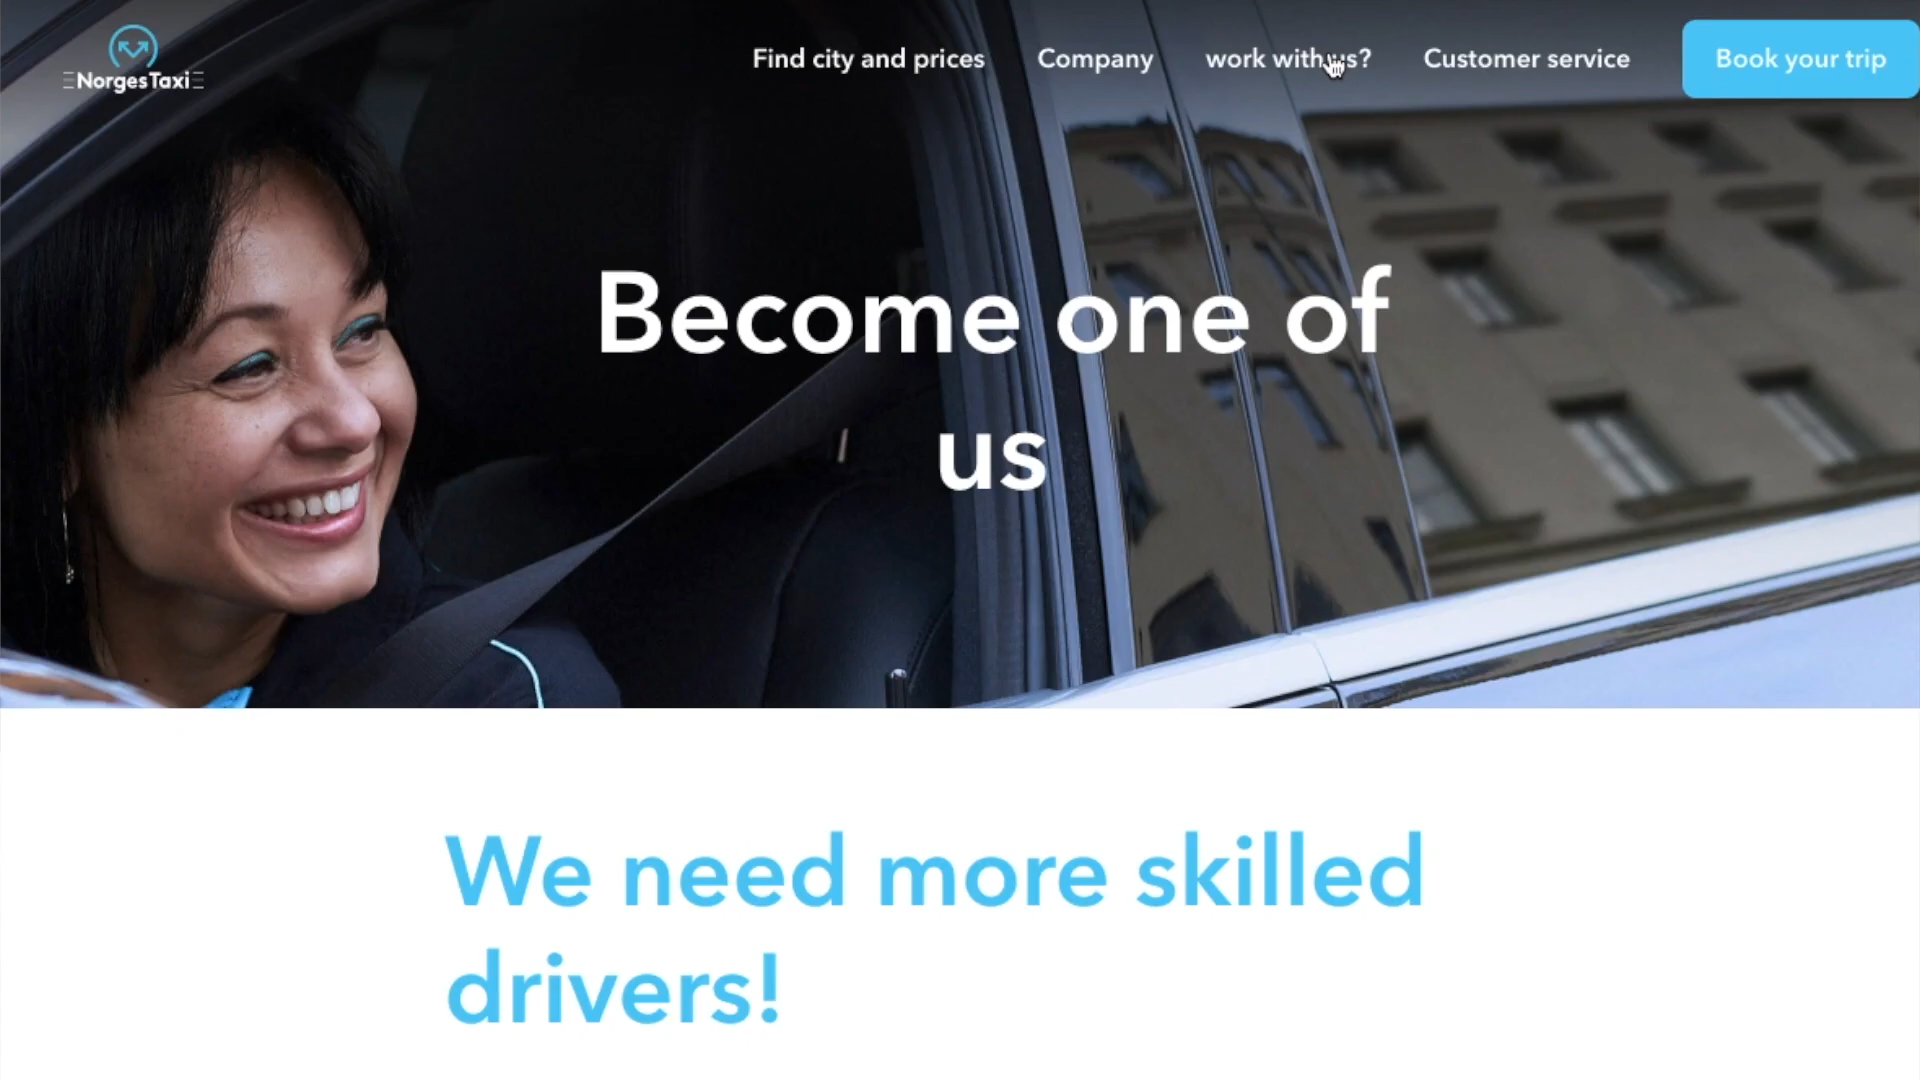 NorgesTaxi
Find city and prices
Company
work with us?
Customer service
Book your trip
Become one of
us
We need more skilled
drivers!